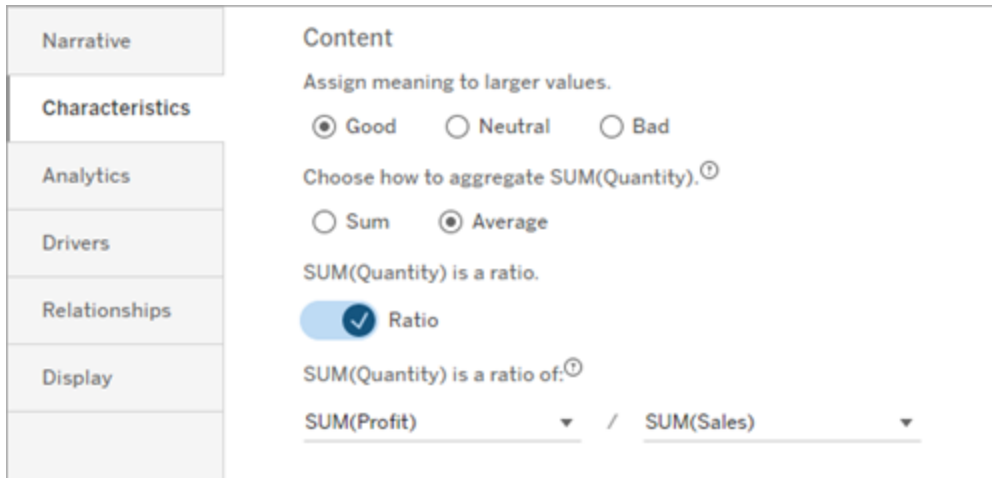 Narrative
Characteristics
Analytics
Drivers
Relationships
Display
Content
Assign meaning to larger values.
Good Neutral Bad
Choose how to aggregate SUM(Quantity).
Sum Average
SUM(Quantity) is a ratio.
Ratio
SUM(Quantity) is a ratio of:
SUM(Profit) / SUM(Sales)